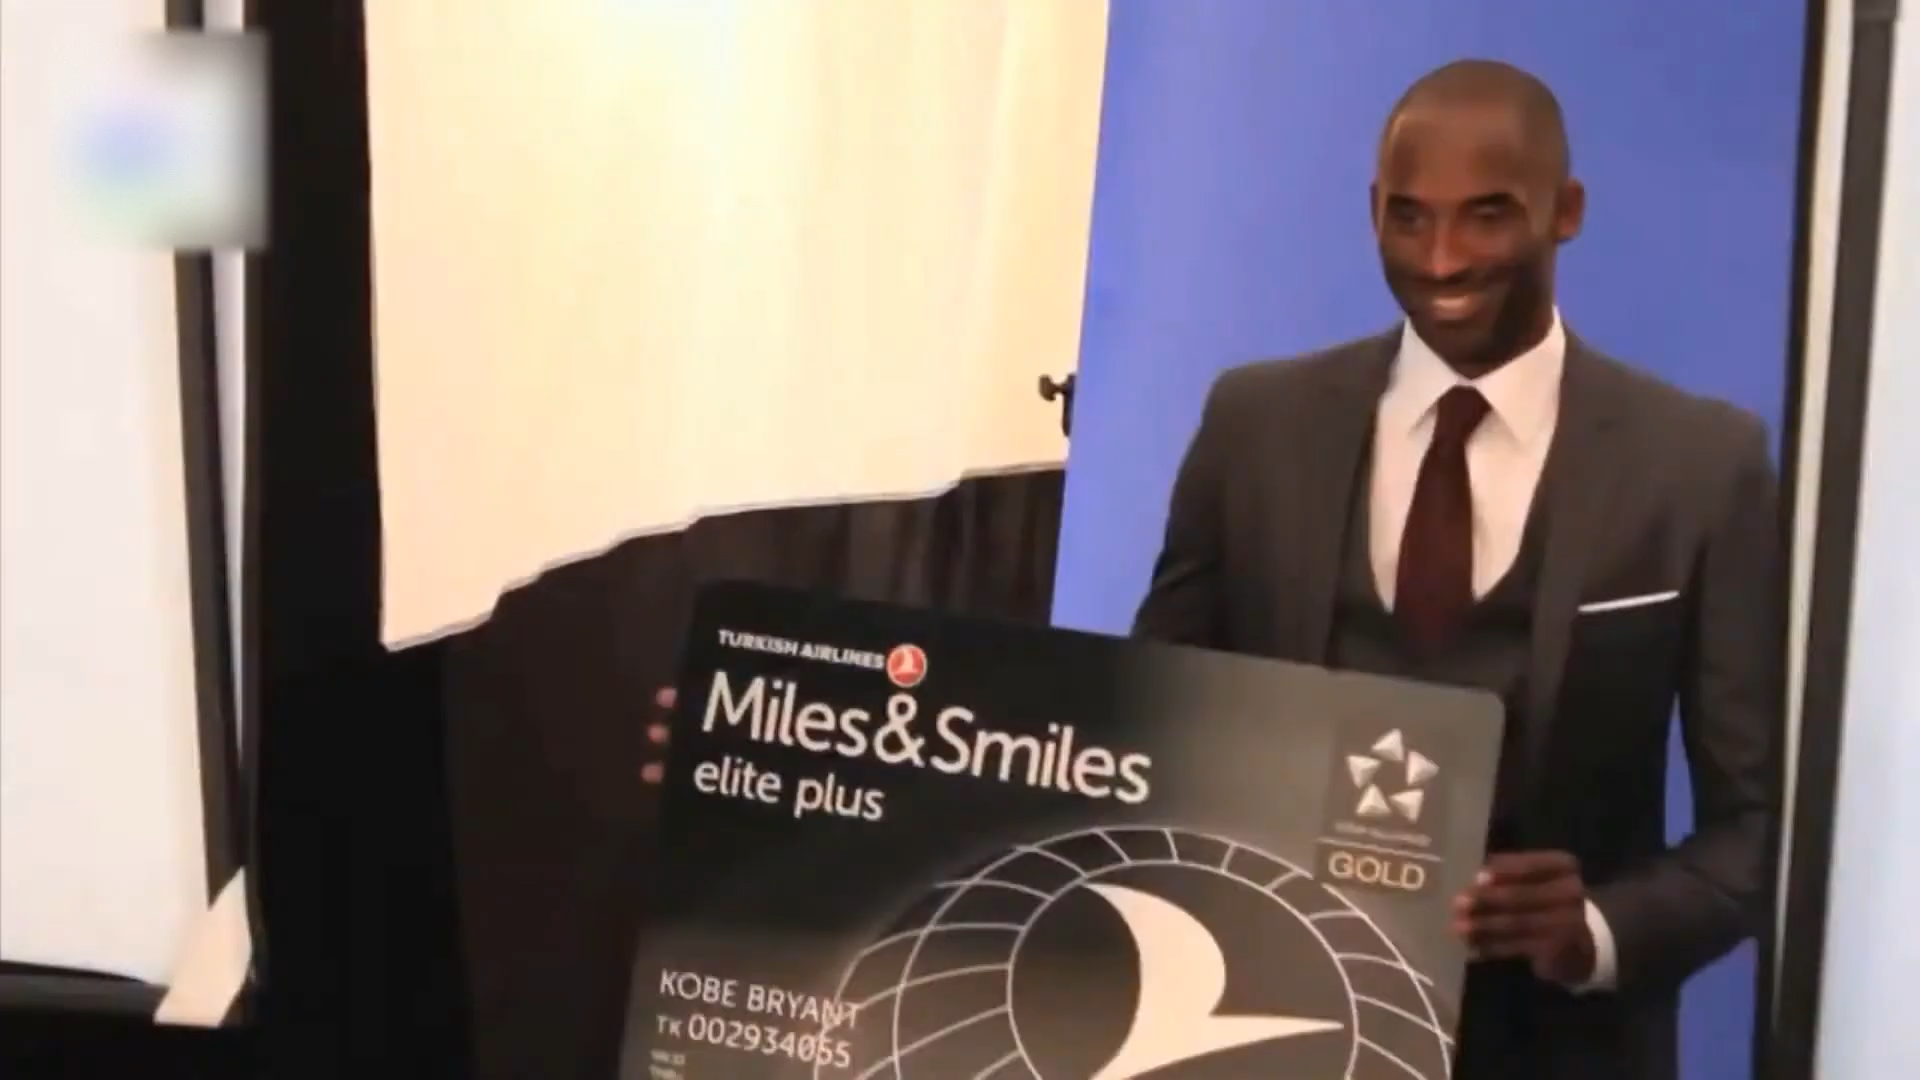 TURKISH AIRLINES
Miles&Smiles
elite plus
GOLD
KOBE BRYANT
TK 002934055